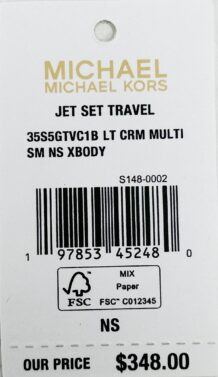 MICHAEL
MICHAEL KORS
JET SET TRAVEL
35S5GTVC1B LT CRM MULTI
SM NS XBODY
S148-0002
1 97853 45248 0
FSC
MIX
Paper
FSC™ C012345
NS
OUR PRICE $348.00